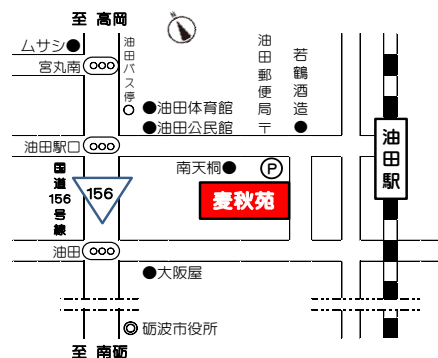 至 高岡
N
ムサシ●
宮丸南
油田バス停
油田郵便局 〒
若鶴酒造
●油田体育館
●油田公民館
油田駅口
油田駅
国道156号線
156
南天桐●
P
麦秋苑
油田
●大阪屋
◎砺波市役所
至 南砺